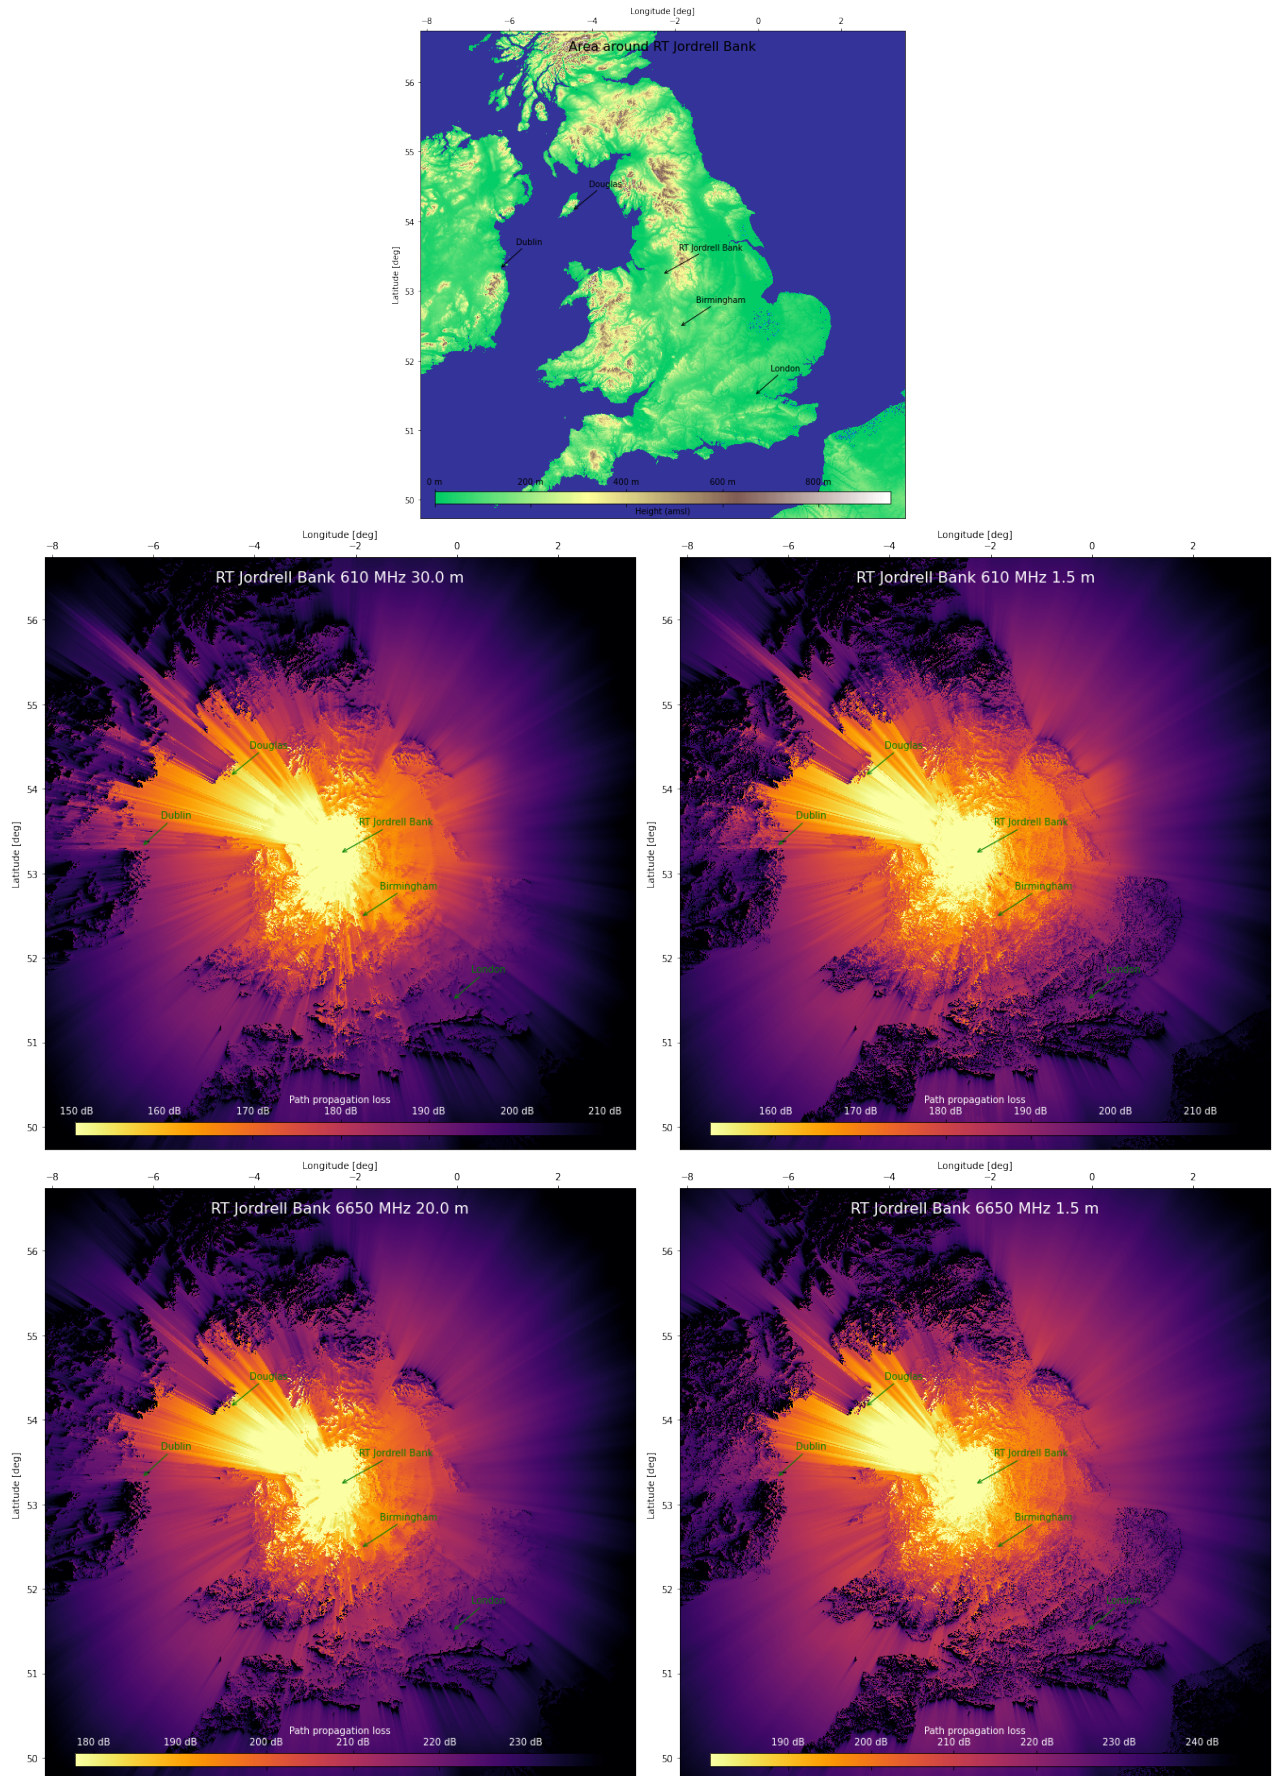 Longitude [deg]
−8 −6 −4 −2 0 2
Area around RT Jordrell Bank
56
55
Douglas
54
Dublin
RT Jordrell Bank
Latitude [deg]
53
Birmingham
52
London
51
0 m 200 m 400 m 600 m 800 m
50
Height (amsl)
Longitude [deg]
−8 −6 −4 −2 0 2
RT Jordrell Bank 610 MHz 30.0 m
56
55
Douglas
54
Dublin
RT Jordrell Bank
Latitude [deg]
53
Birmingham
52
London
51
Path propagation loss
150 dB 160 dB 170 dB 180 dB 190 dB 200 dB 210 dB
50
Longitude [deg]
−8 −6 −4 −2 0 2
RT Jordrell Bank 610 MHz 1.5 m
56
55
Douglas
54
Dublin
RT Jordrell Bank
Latitude [deg]
53
Birmingham
52
London
51
Path propagation loss
160 dB 170 dB 180 dB 190 dB 200 dB 210 dB
50
Longitude [deg]
−8 −6 −4 −2 0 2
RT Jordrell Bank 6650 MHz 20.0 m
56
55
Douglas
54
Dublin
RT Jordrell Bank
Latitude [deg]
53
Birmingham
52
London
51
Path propagation loss
180 dB 190 dB 200 dB 210 dB 220 dB 230 dB
50
Longitude [deg]
−8 −6 −4 −2 0 2
RT Jordrell Bank 6650 MHz 1.5 m
56
55
Douglas
54
Dublin
RT Jordrell Bank
Latitude [deg]
53
Birmingham
52
London
51
Path propagation loss
190 dB 200 dB 210 dB 220 dB 230 dB 240 dB
50